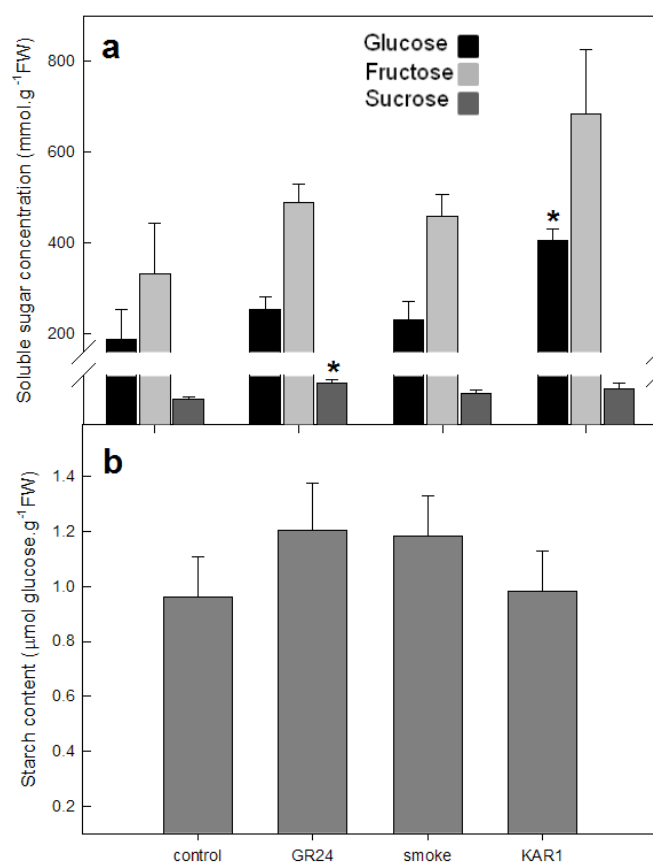 a
Glucose
Fructose
Sucrose
Soluble sugar concentration (mmol.g⁻¹FW)
800
600
400
200
*
*
b
Starch content (µmol glucose.g⁻¹FW)
1.4
1.2
1.0
0.8
0.6
0.4
0.2
control GR24 smoke KAR1